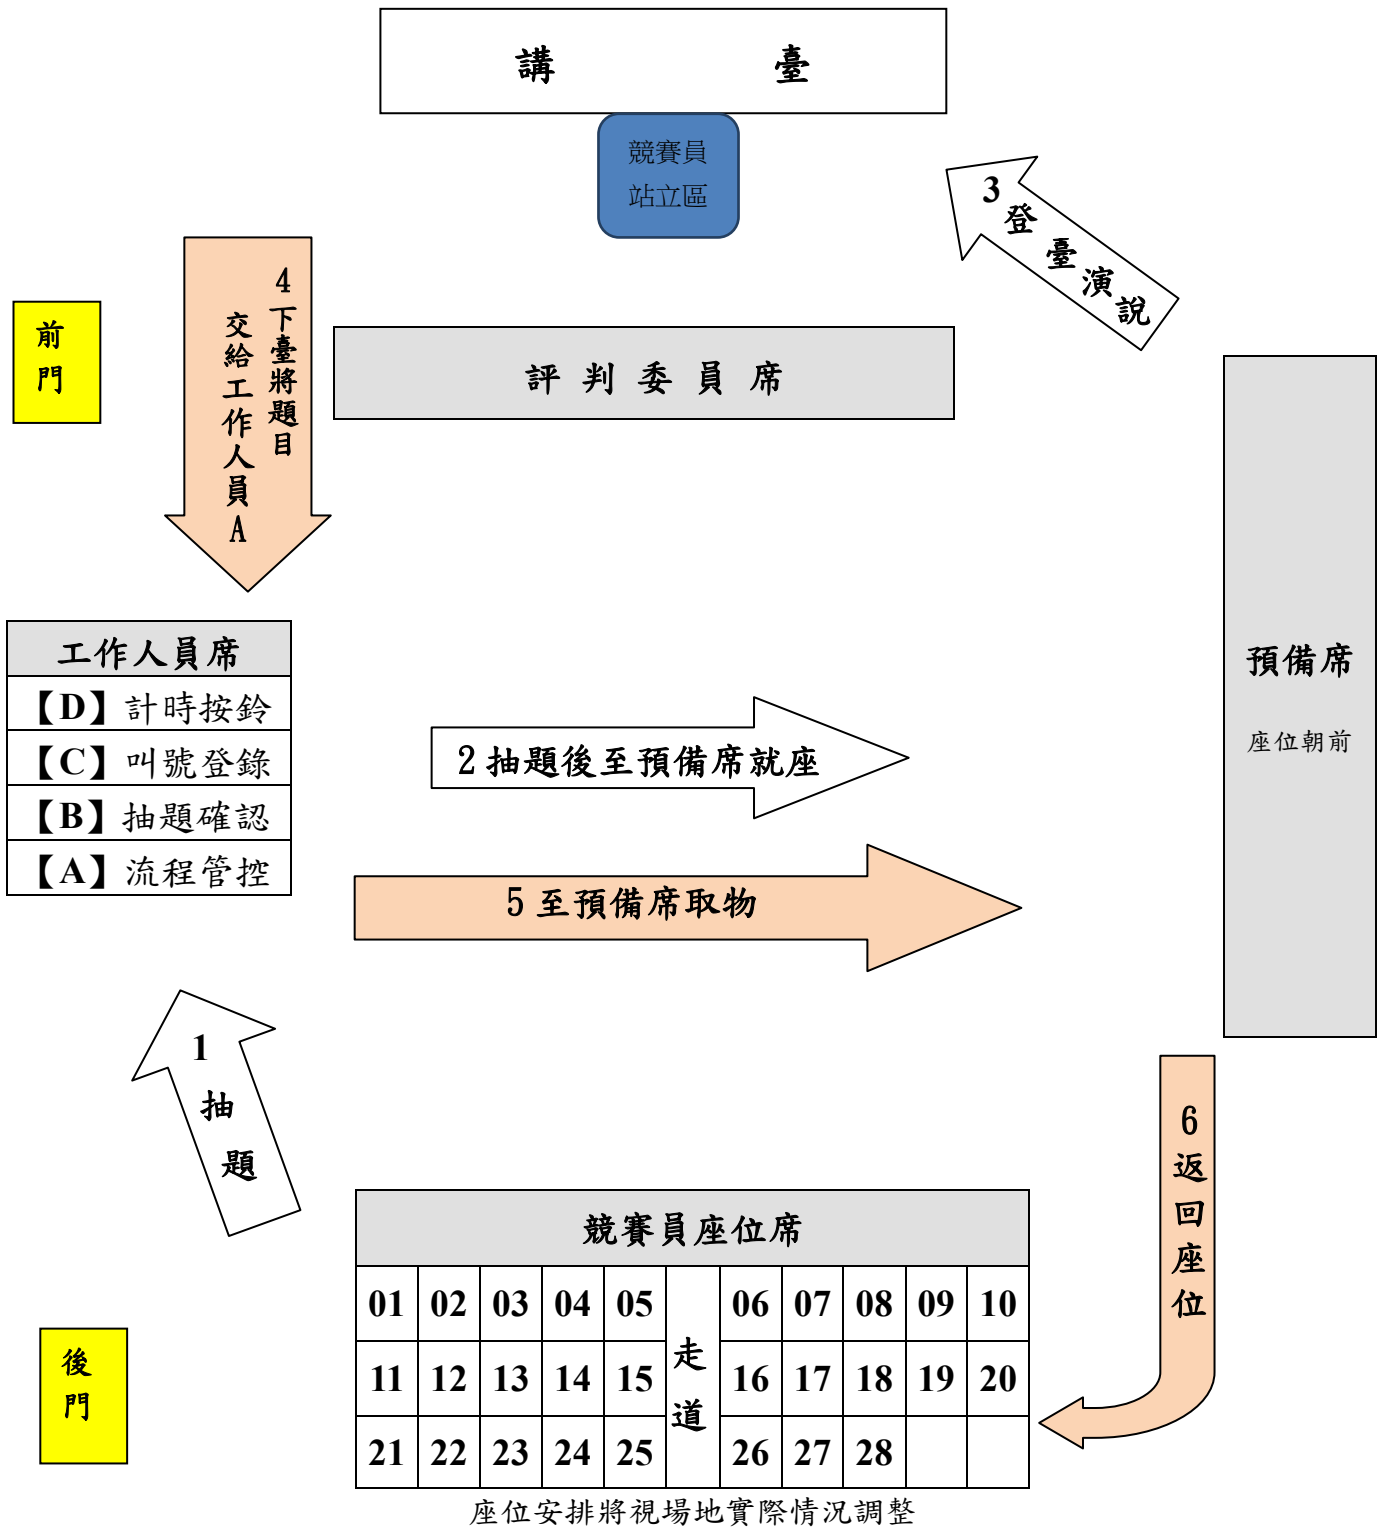 講 臺
競賽員
站立區
3登臺演說
4下臺將題目
交給工作人員A
前
門
評判委員席
工作人員席
【D】計時按鈴
【C】叫號登錄
【B】抽題確認
【A】流程管控
預備席
座位朝前
2抽題後至預備席就座
5至預備席取物
1抽題
6返回座位
競賽員座位席
01 02 03 04 05 06 07 08 09 10
走道
11 12 13 14 15 16 17 18 19 20
21 22 23 24 25 26 27 28
後
門
座位安排將視場地實際情況調整